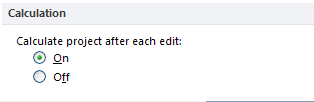 Calculation
Calculate project after each edit:
On
Off